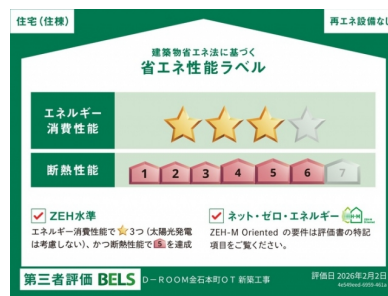 住宅（住棟）
再エネ設備な
建築物省エネ法に基づく
省エネ性能ラベル
エネルギー
消費性能
断熱性能
1 2 3 4 5 6 7
ZEH水準
エネルギー消費性能で⭐3つ（太陽光発電
は考慮しない）、かつ断熱性能で5を達成
ネット・ゼロ・エネルギー
ZEH-M Oriented の要件は評価書の特記
項目をご覧ください。
第三者評価 BELS
D−ROOM金石本町OT 新築工事
評価日 2026年2月2日